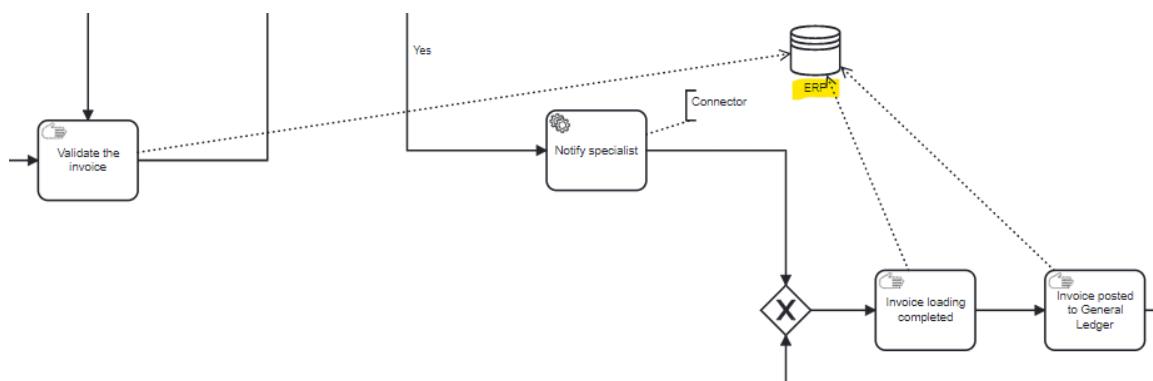 Yes
ERP
Connector
Validate the
invoice
Notify specialist
Invoice loading
completed
Invoice posted
to General
Ledger